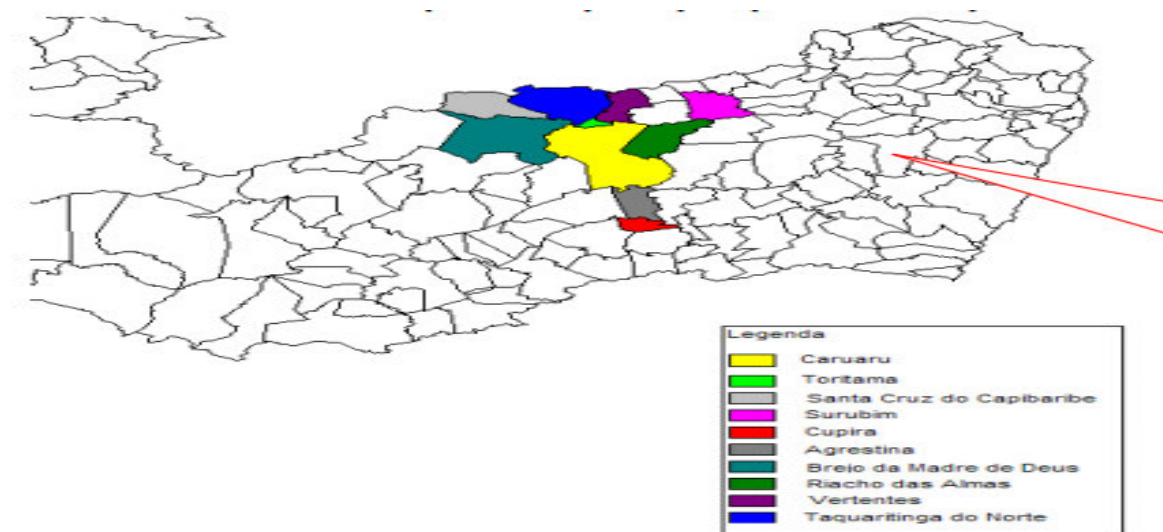 Legenda
Caruaru
Toritama
Santa Cruz do Capibaribe
Surubim
Cupira
Agrestina
Brejo da Madre de Deus
Riacho das Almas
Vertentes
Taquaritinga do Norte